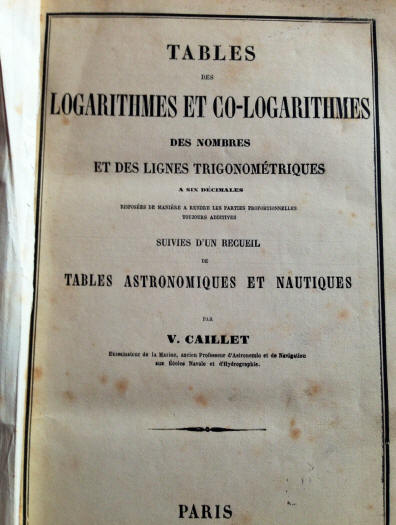 TABLES
DES
LOGARITHMES ET CO-LOGARITHMES
DES NOMBRES
ET DES LIGNES TRIGONOMÉTRIQUES
A SIX DÉCIMALES
DISPOSÉES DE MANIÈRE A RENDRE LES PARTIES PROPORTIONNELLES
TOUJOURS ADDITIVES
SUIVIES D'UN RECUEIL
DE
TABLES ASTRONOMIQUES ET NAUTIQUES
PAR
V. CAILLET
Examinateur de la Marine, ancien Professeur d'Astronomie et de Navigation
aux Écoles Navale et d'Hydrographie.
PARIS